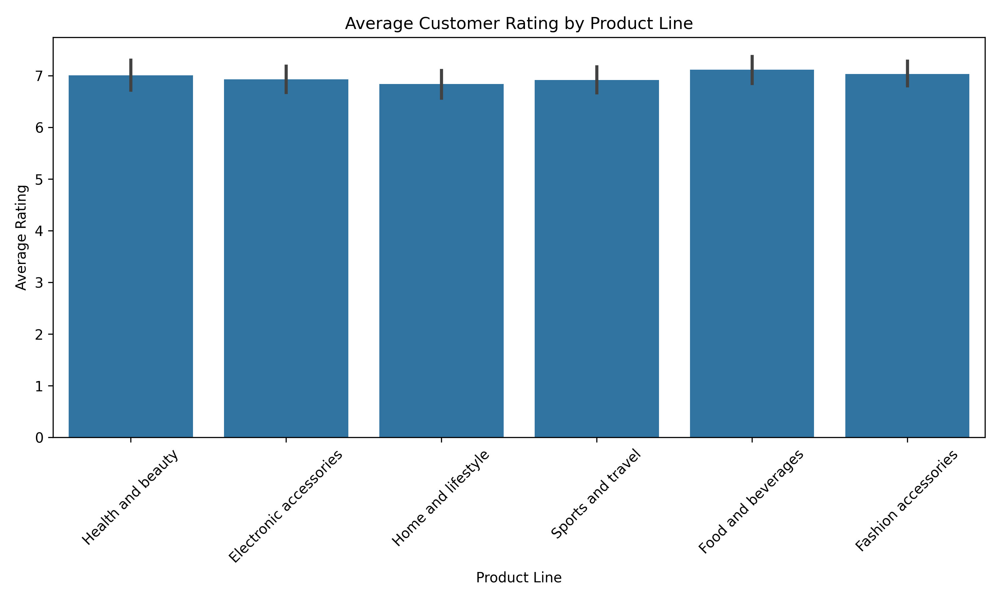 Average Customer Rating by Product Line
Average Rating
7
6
5
4
3
2
1
0
Health and beauty
Electronic accessories
Home and lifestyle
Sports and travel
Food and beverages
Fashion accessories
Product Line